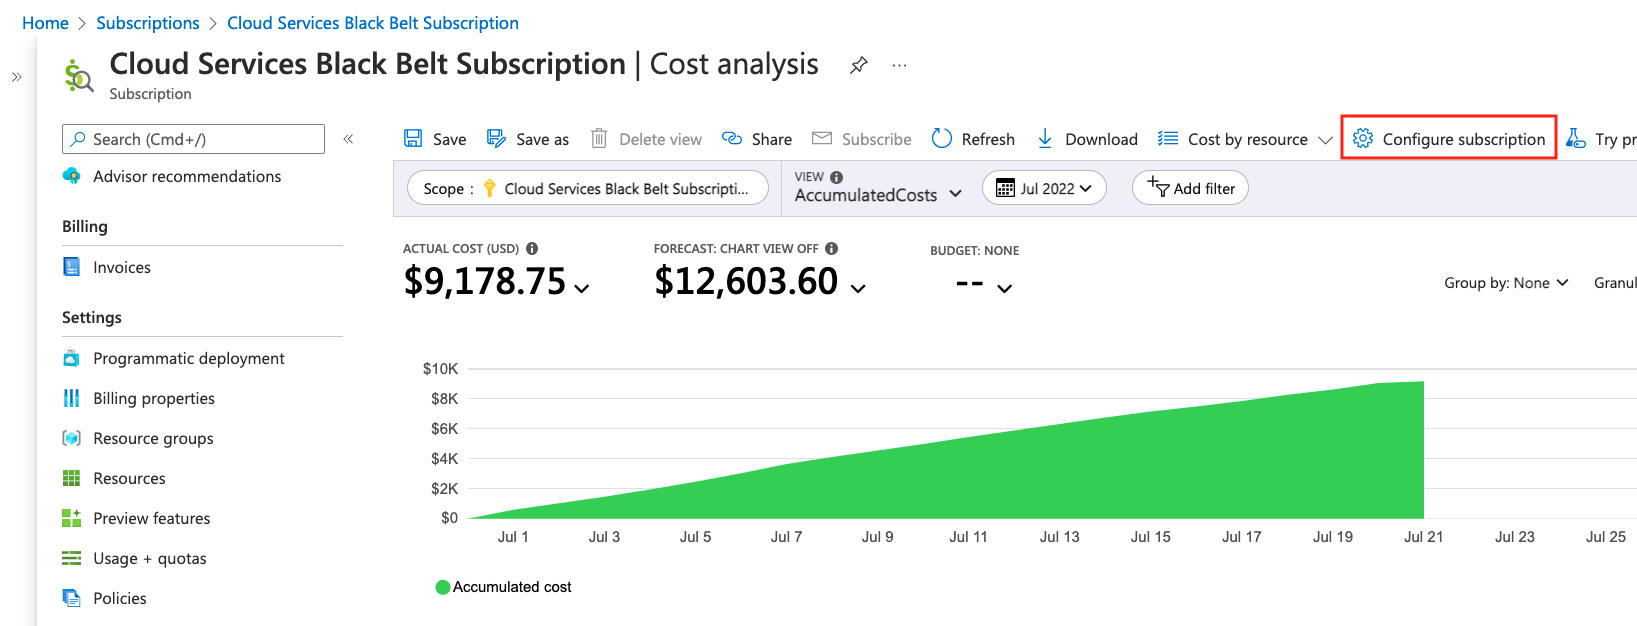 Home > Subscriptions > Cloud Services Black Belt Subscription
»
Cloud Services Black Belt Subscription | Cost analysis ...
Subscription
Search (Cmd+/) «
Advisor recommendations
Billing
Invoices
Settings
Programmatic deployment
Billing properties
Resource groups
Resources
Preview features
Usage + quotas
Policies
Save Save as Delete view Share Subscribe Refresh Download Cost by resource Configure subscription Try pr
Scope : Cloud Services Black Belt Subscripti...
VIEW
AccumulatedCosts
Jul 2022
Add filter
ACTUAL COST (USD)
$9,178.75
FORECAST: CHART VIEW OFF
$12,603.60
BUDGET: NONE
--
Group by: None Granul
$10K
$8K
$6K
$4K
$2K
$0
Jul 1 Jul 3 Jul 5 Jul 7 Jul 9 Jul 11 Jul 13 Jul 15 Jul 17 Jul 19 Jul 21 Jul 23 Jul 25
Accumulated cost